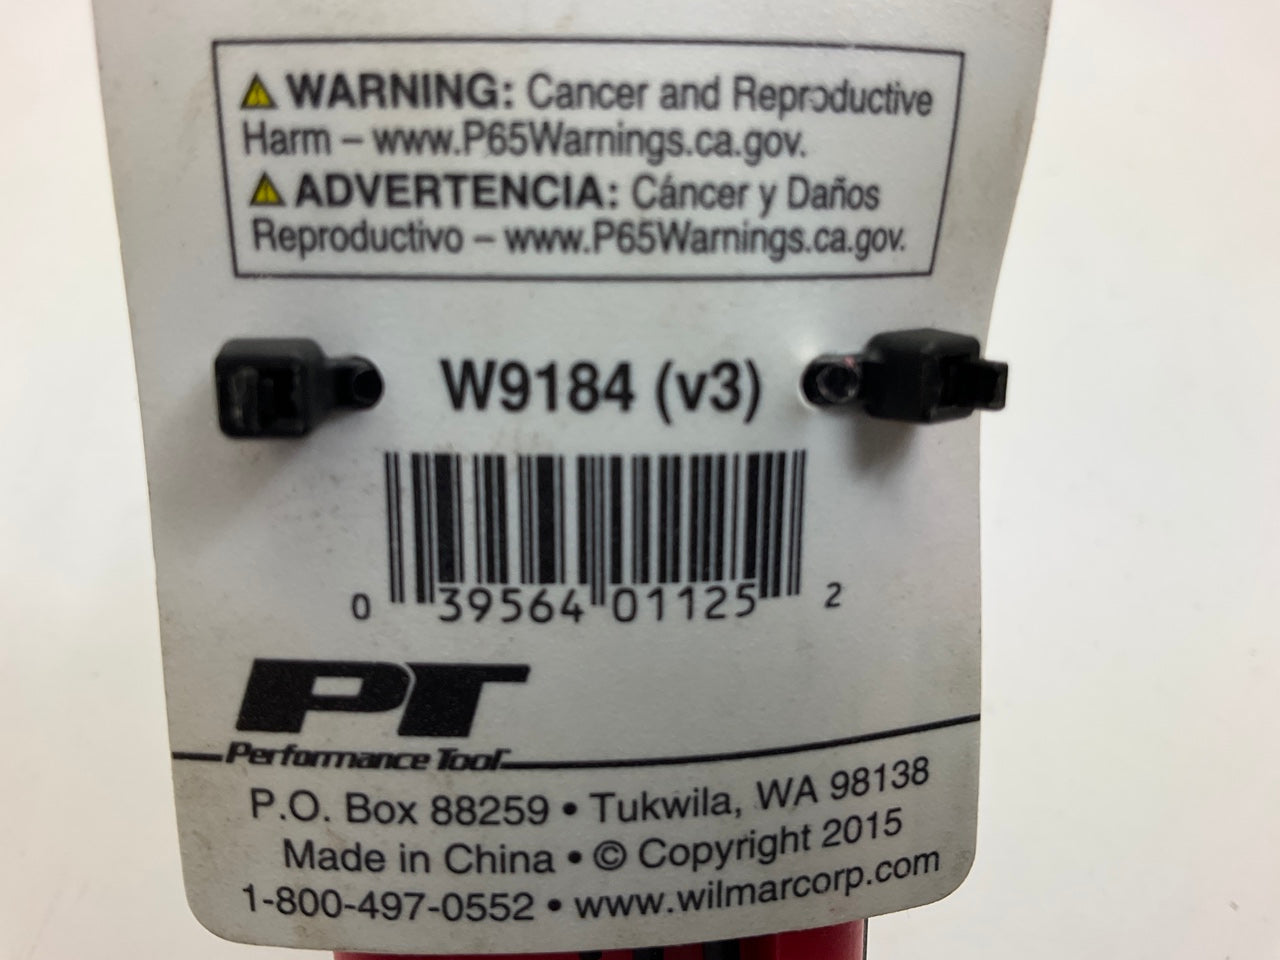 ⚠ WARNING: Cancer and Reproductive
Harm – www.P65Warnings.ca.gov.
⚠ ADVERTENCIA: Cáncer y Daños
Reproductivo – www.P65Warnings.ca.gov.
W9184 (v3)
0 39564 01125 2
PT
Performance Tool
P.O. Box 88259 • Tukwila, WA 98138
Made in China • © Copyright 2015
1-800-497-0552 • www.wilmarcorp.com